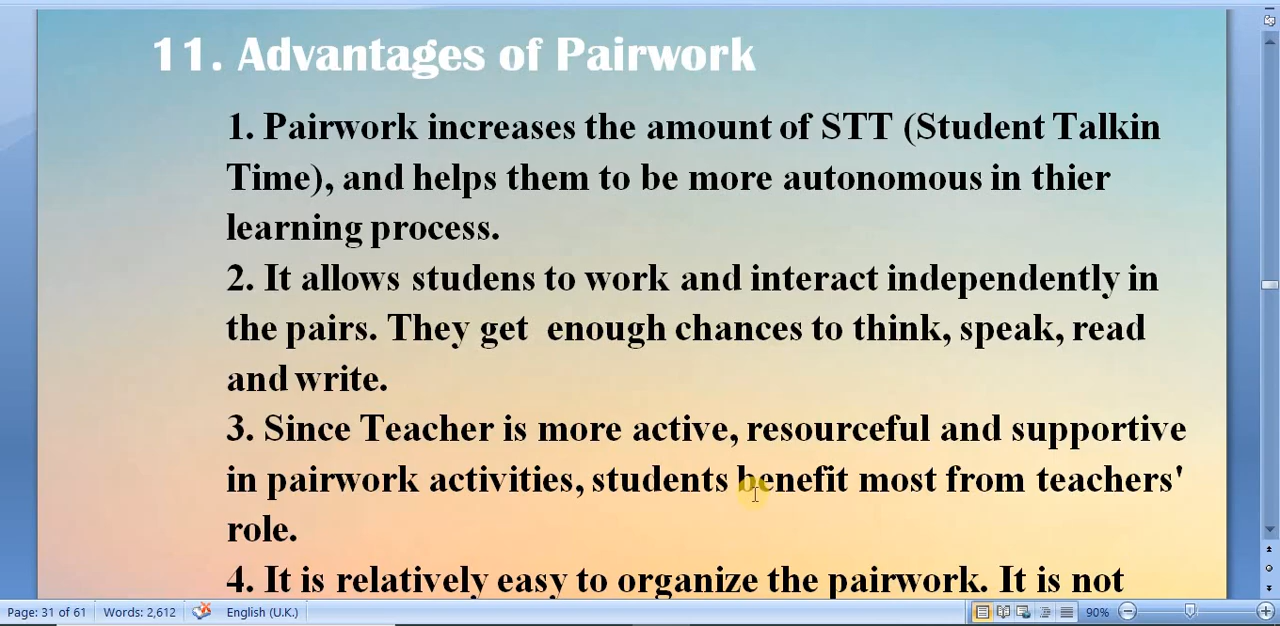 11. Advantages of Pairwork
1. Pairwork increases the amount of STT (Student Talkin
Time), and helps them to be more autonomous in thier
learning process.
2. It allows studens to work and interact independently in
the pairs. They get  enough chances to think, speak, read
and write.
3. Since Teacher is more active, resourceful and supportive
in pairwork activities, students benefit most from teachers'
role.
4. It is relatively easy to organize the pairwork. It is not
Page: 31 of 61 Words: 2,612 English (U.K.) 90%